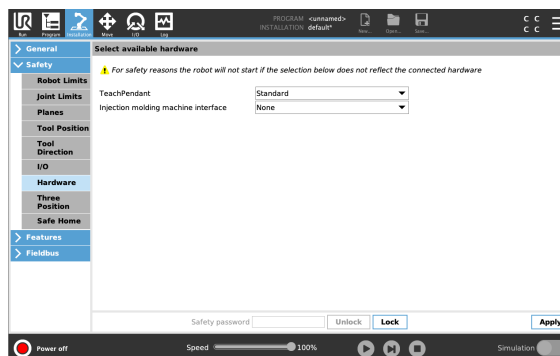 UR
Run
Program
Installation
Move
I/O
Log
PROGRAM <unnamed>
INSTALLATION default*
New...
Open...
Save...
C C
C C
General
Safety
Robot Limits
Joint Limits
Planes
Tool Position
Tool
Direction
I/O
Hardware
Three
Position
Safe Home
Features
Fieldbus
Select available hardware
For safety reasons the robot will not start if the selection below does not reflect the connected hardware
TeachPendant Standard
Injection molding machine interface None
Safety password Unlock Lock Apply
Power off Speed 100% Simulation